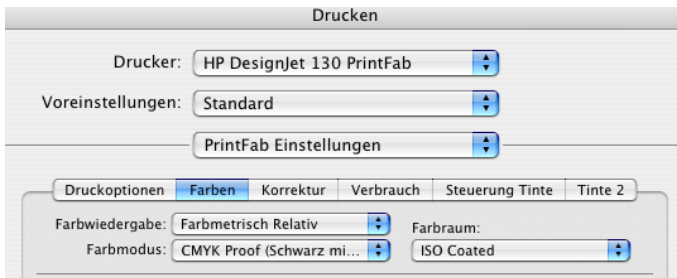 Drucken
Drucker: HP DesignJet 130 PrintFab
Voreinstellungen: Standard
PrintFab Einstellungen
Druckoptionen Farben Korrektur Verbrauch Steuerung Tinte Tinte 2
Farbwiedergabe: Farbmetrisch Relativ Farbraum:
Farbmodus: CMYK Proof (Schwarz mi... ISO Coated